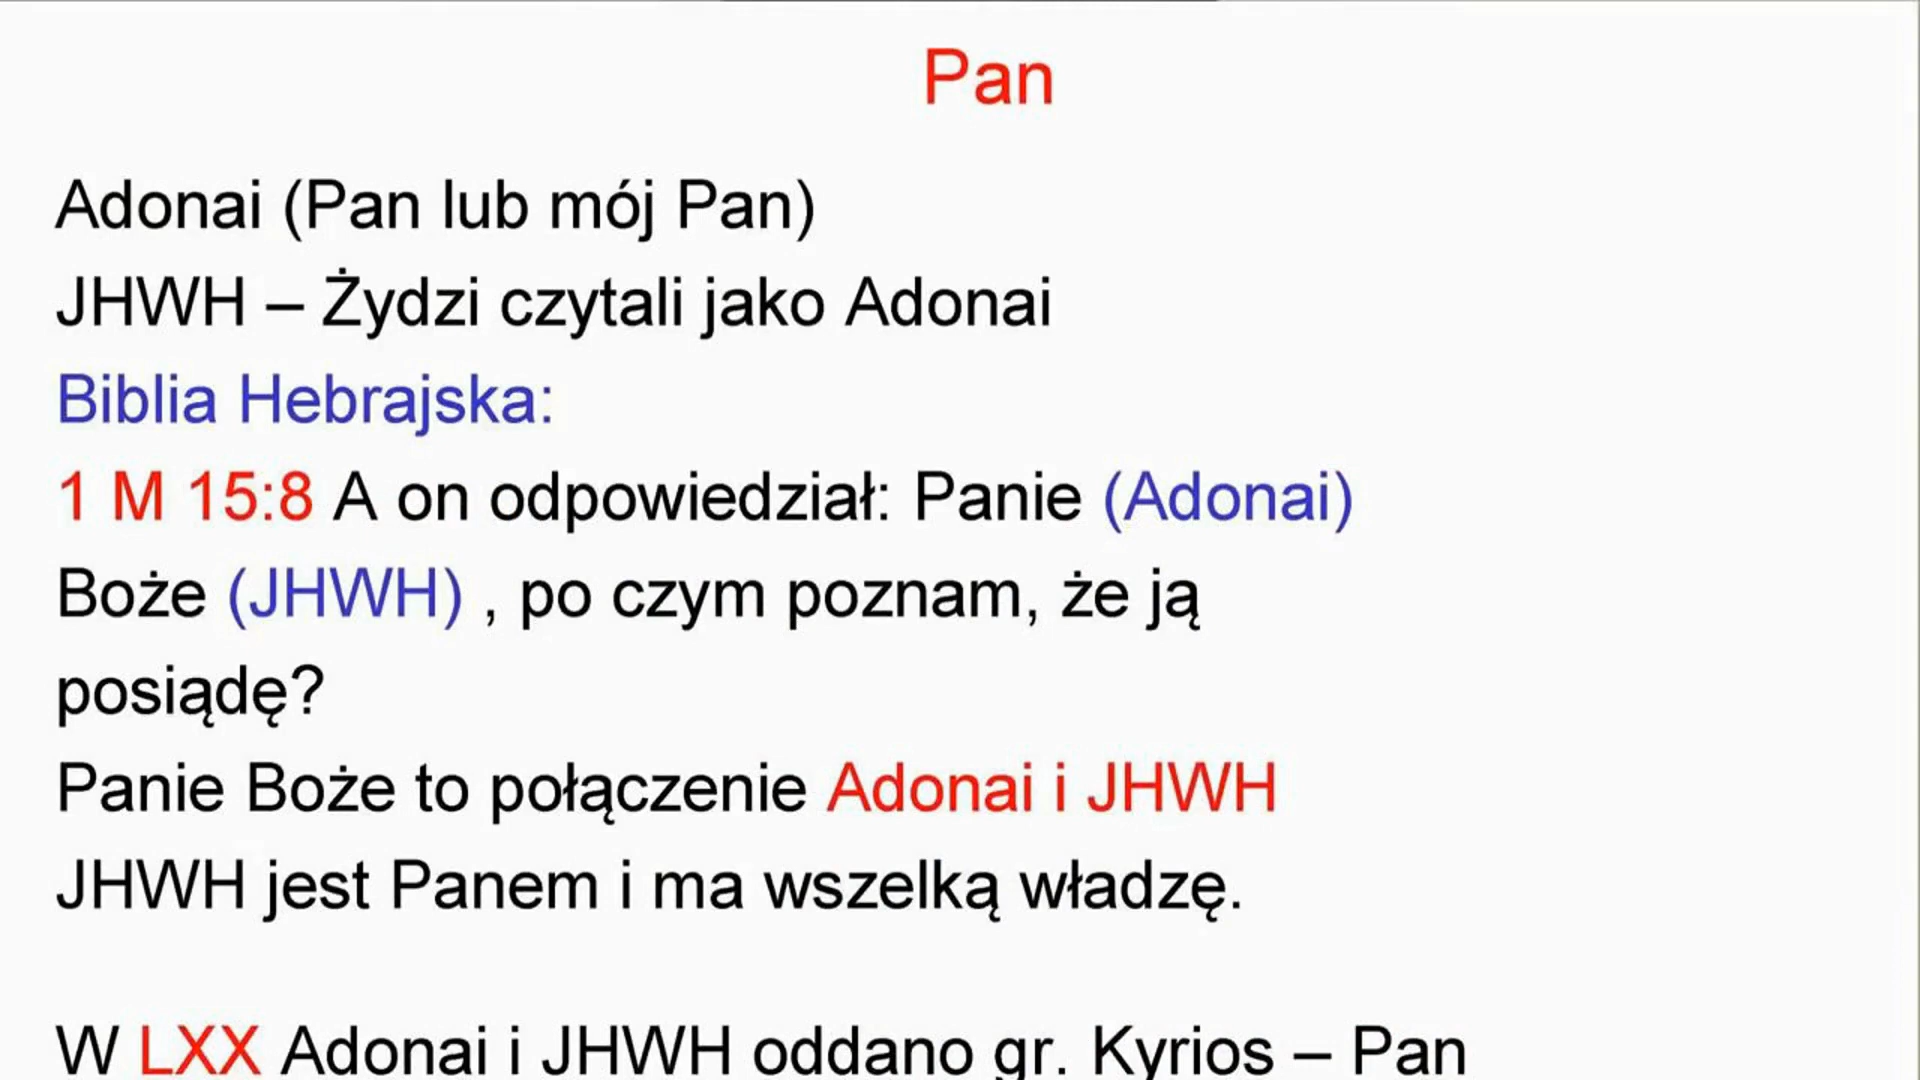 Pan
Adonai (Pan lub mój Pan)
JHWH – Żydzi czytali jako Adonai
Biblia Hebrajska:
1 M 15:8 A on odpowiedział: Panie (Adonai)
Boże (JHWH) , po czym poznam, że ją
posiądę?
Panie Boże to połączenie Adonai i JHWH
JHWH jest Panem i ma wszelką władzę.
W LXX Adonai i JHWH oddano gr. Kyrios – Pan